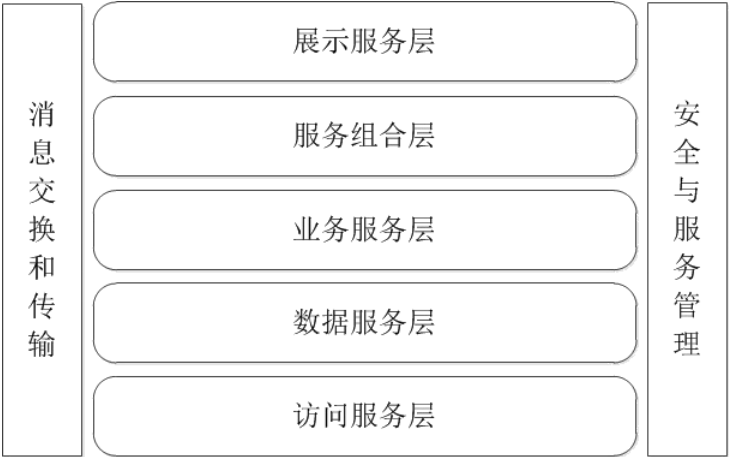 消息交换和传输
展示服务层
服务组合层
业务服务层
数据服务层
访问服务层
安全与服务管理